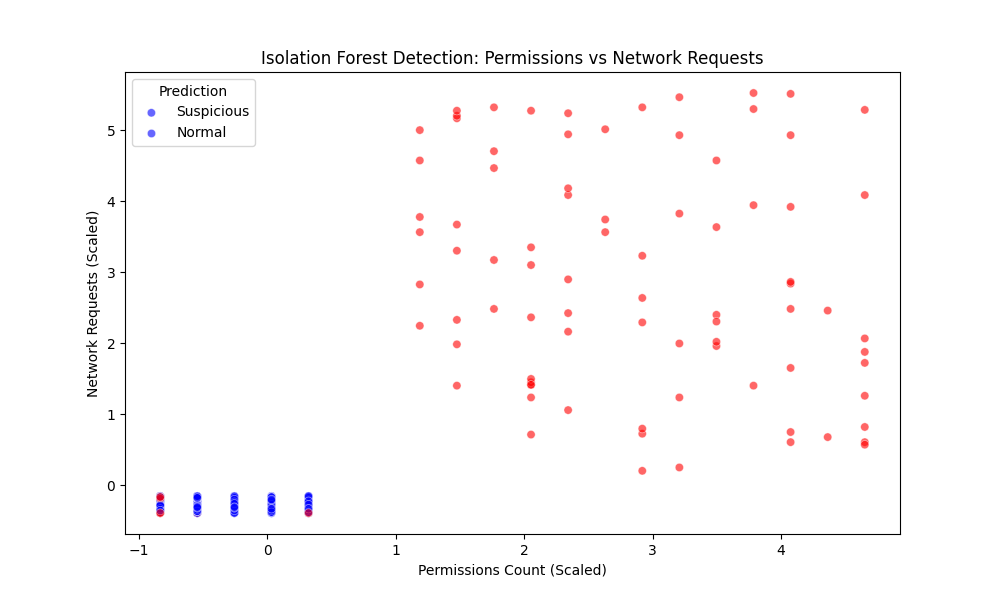 Isolation Forest Detection: Permissions vs Network Requests
Prediction
Suspicious
Normal
Network Requests (Scaled)
5
4
3
2
1
0
−1
0
1
2
3
4
Permissions Count (Scaled)